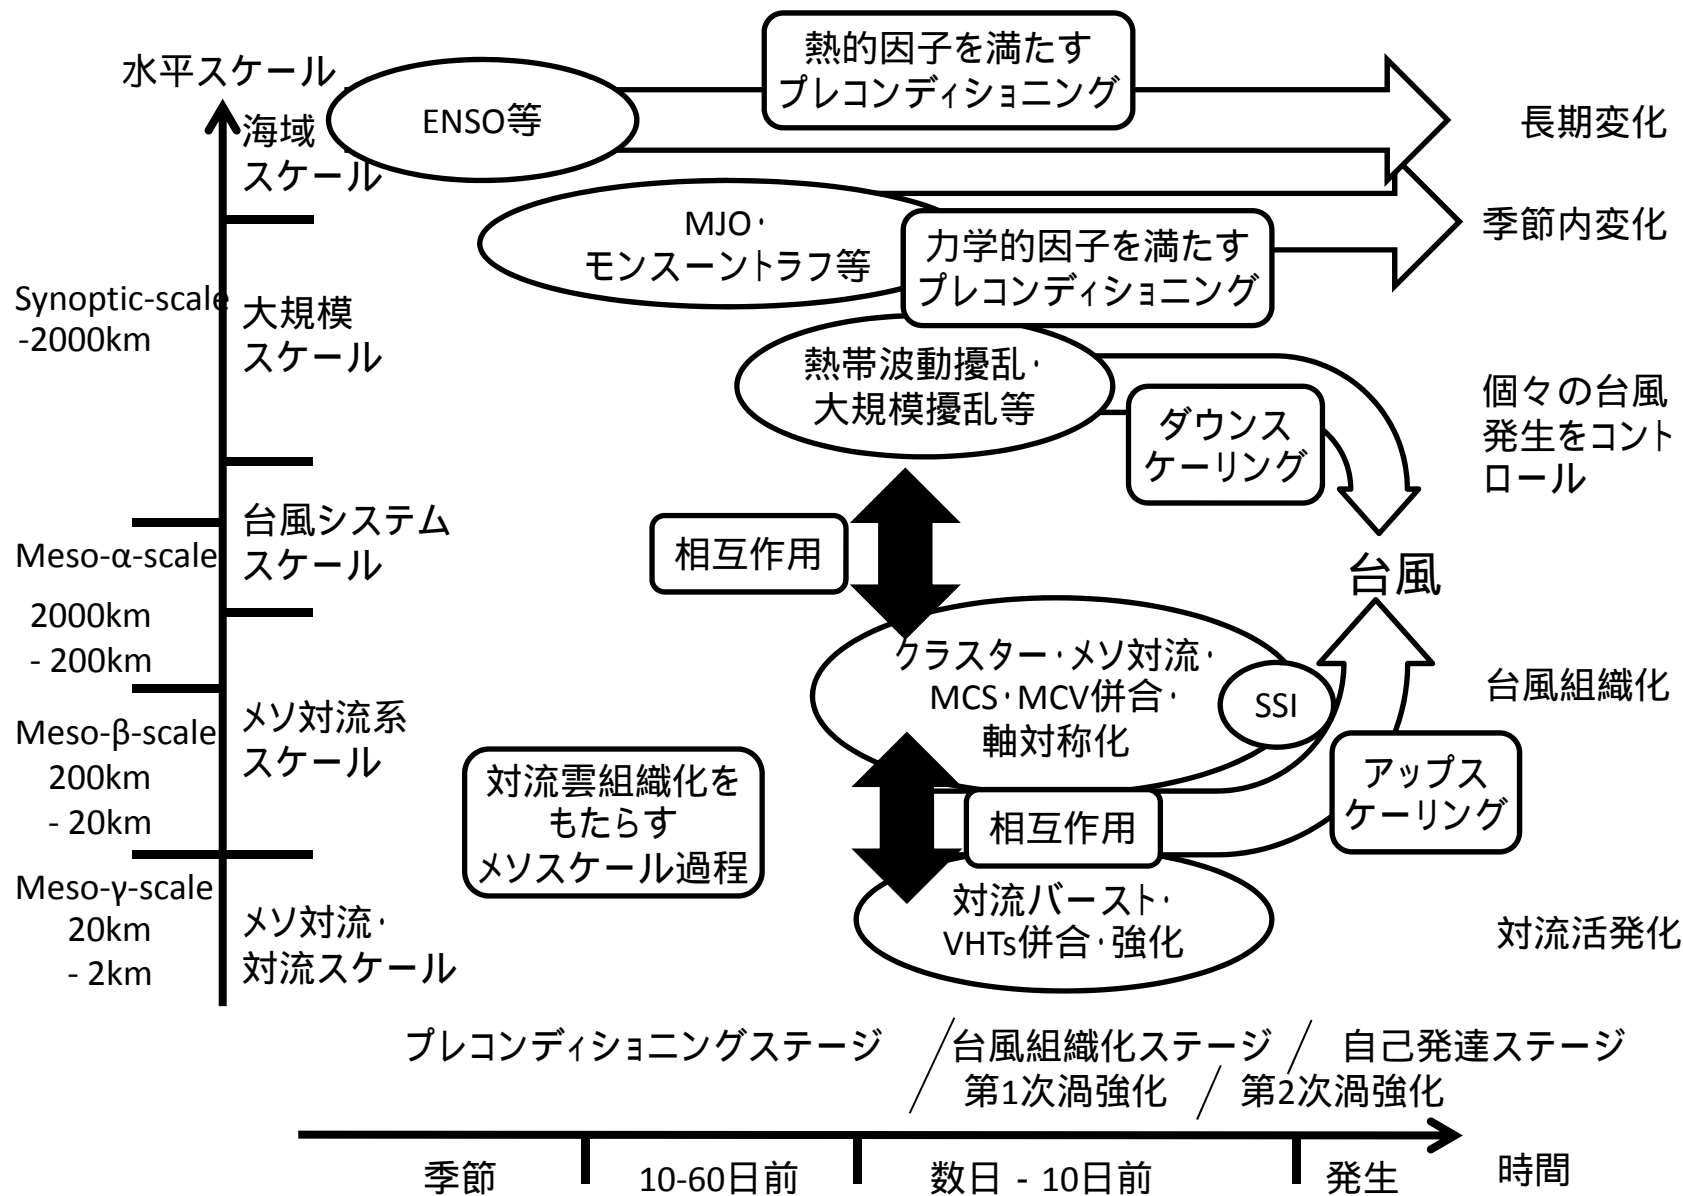 水平スケール
熱的因子を満たす
プレコンディショニング
海域
スケール
ENSO等
長期変化
MJO・
モンスーントラフ等
力学的因子を満たす
プレコンディショニング
季節内変化
Synoptic-scale
-2000km
大規模
スケール
熱帯波動擾乱・
大規模擾乱等
ダウンス
ケーリング
個々の台風
発生をコント
ロール
台風システム
スケール
Meso-α-scale
2000km
- 200km
相互作用
台風
クラスター・メソ対流・
MCS・MCV併合・
軸対称化
SSI
台風組織化
メソ対流系
スケール
Meso-β-scale
200km
- 20km
対流雲組織化を
もたらす
メソスケール過程
相互作用
アップス
ケーリング
Meso-γ-scale
20km
- 2km
メソ対流・
対流スケール
対流バースト・
VHTs併合・強化
対流活発化
プレコンディショニングステージ
台風組織化ステージ
自己発達ステージ
第1次渦強化
第2次渦強化
季節
10-60日前
数日 - 10日前
発生
時間